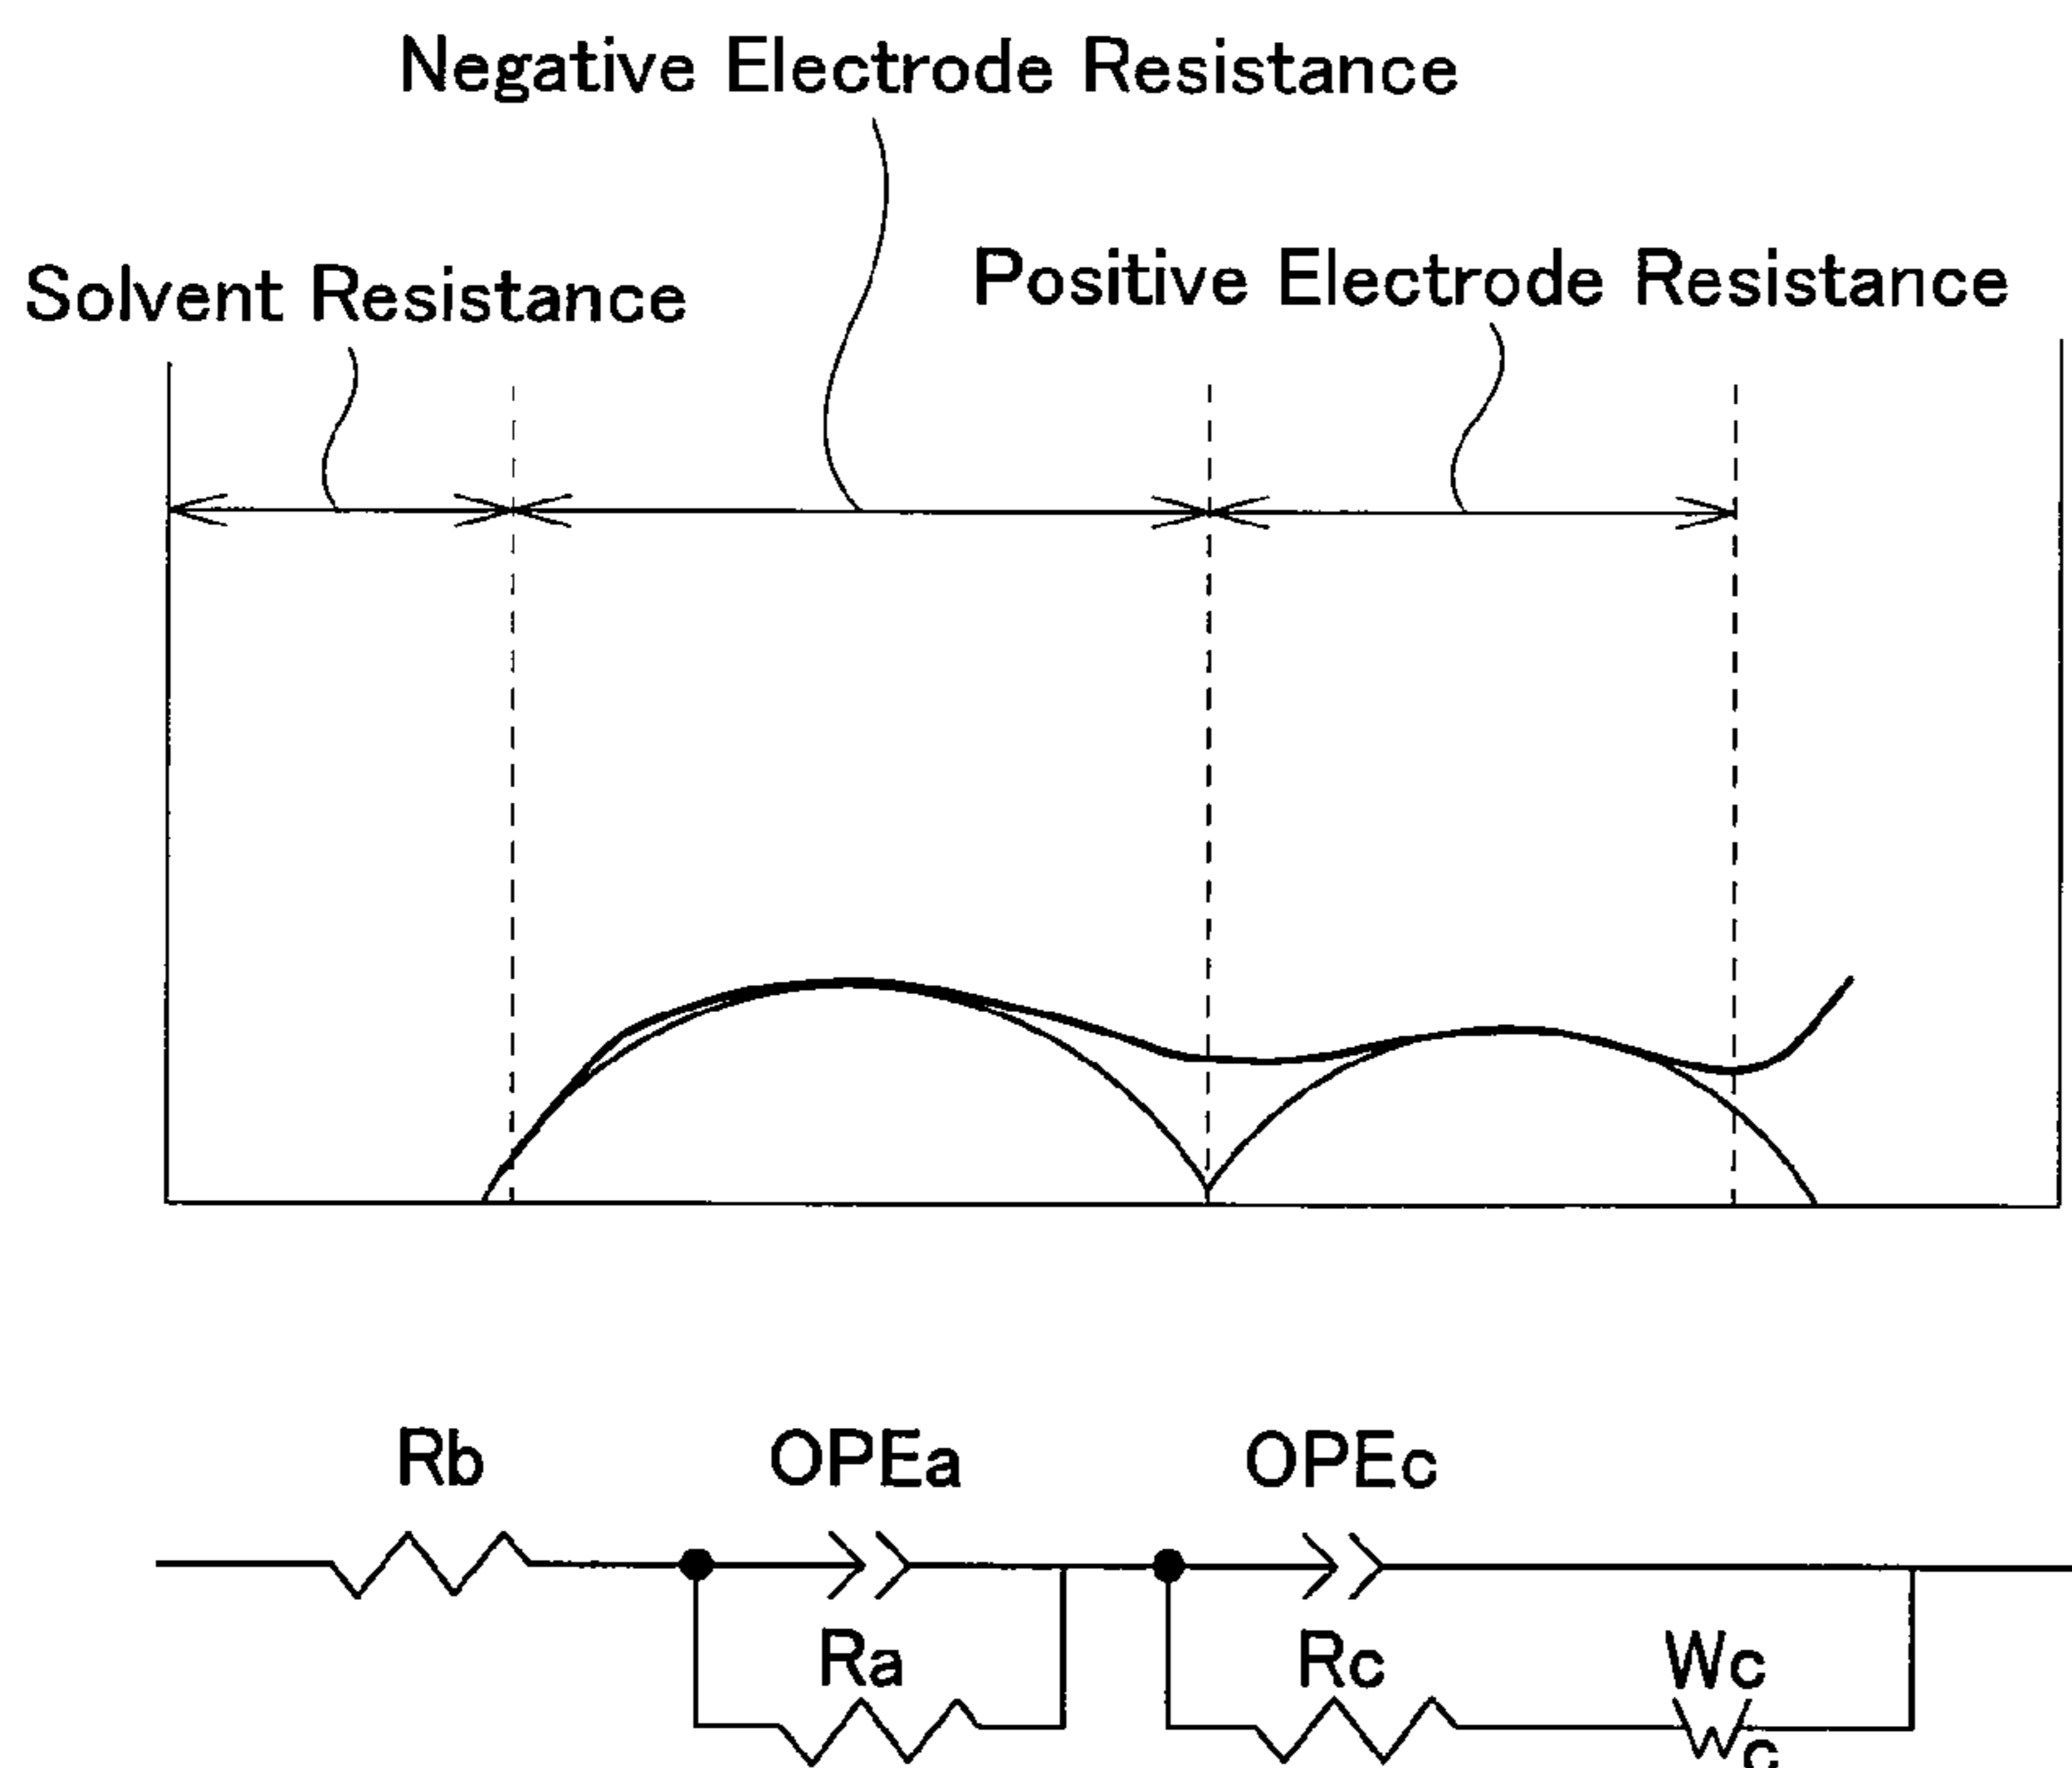 Negative Electrode Resistance
Solvent Resistance
Positive Electrode Resistance
Rb
OPEa
OPEc
Ra
Rc
Wc
Wc